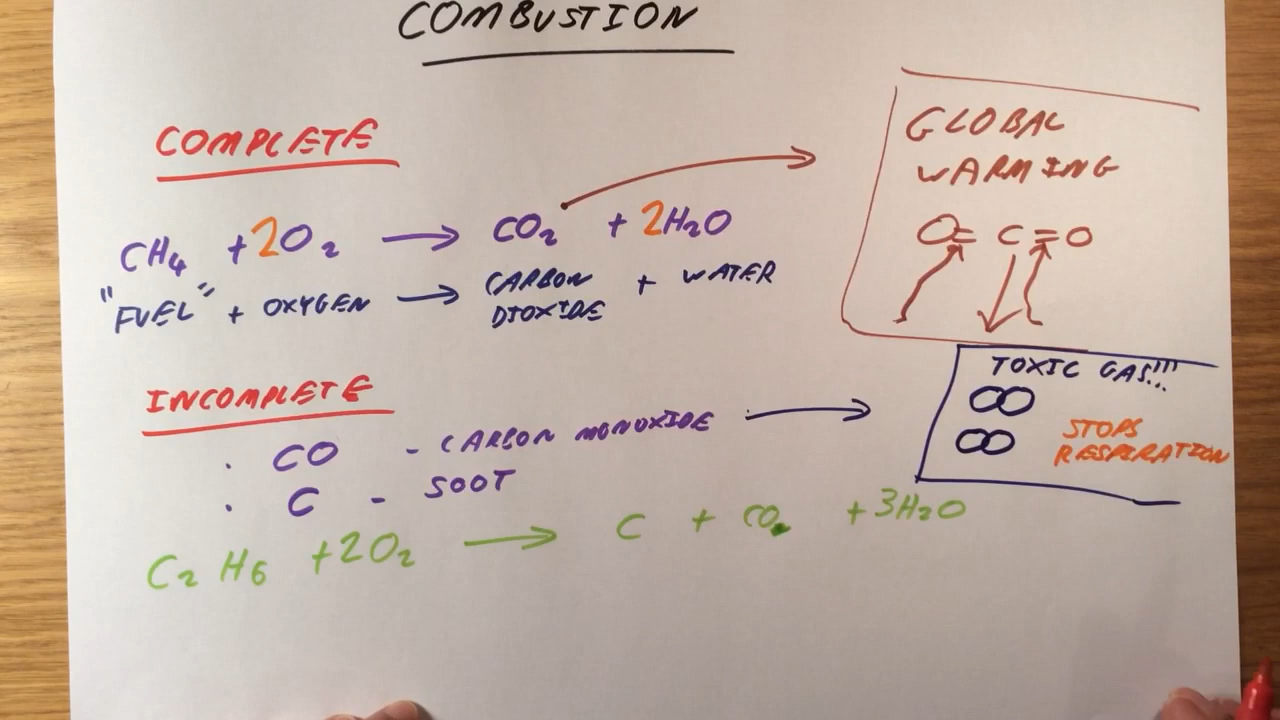 COMBUSTION
COMPLETE
CH₄ + 2O₂ → CO₂ + 2H₂O
"FUEL" + OXYGEN → CARBON DIOXIDE + WATER
GLOBAL
WARMING
O=C=O
INCOMPLETE
· CO - CARBON MONOXIDE →
· C - SOOT
TOXIC GAS!!!
STOPS
RESPIRATION
C₂H₆ + 2O₂ → C + CO + 3H₂O